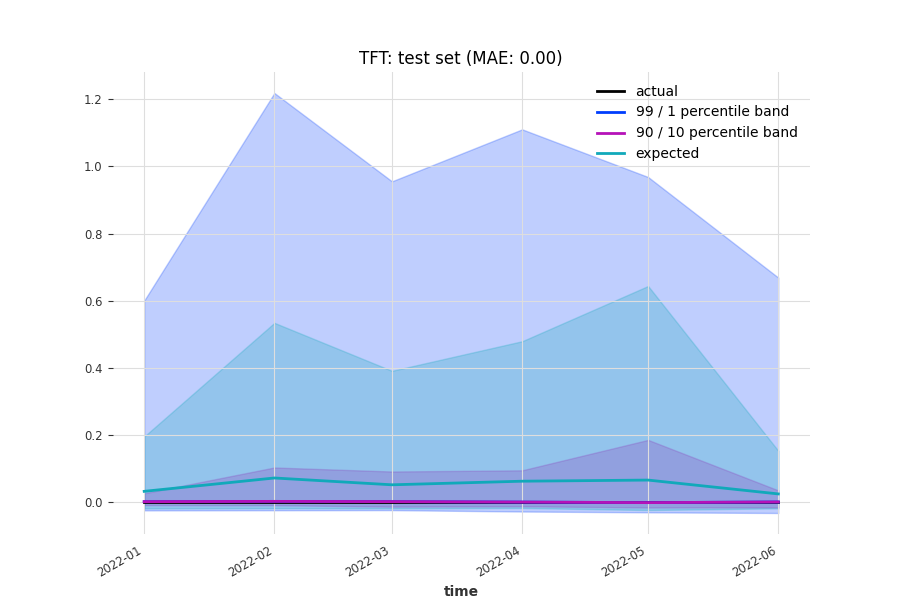 TFT: test set (MAE: 0.00)
actual
99 / 1 percentile band
90 / 10 percentile band
expected
1.2
1.0
0.8
0.6
0.4
0.2
0.0
2022-01
2022-02
2022-03
2022-04
2022-05
2022-06
time